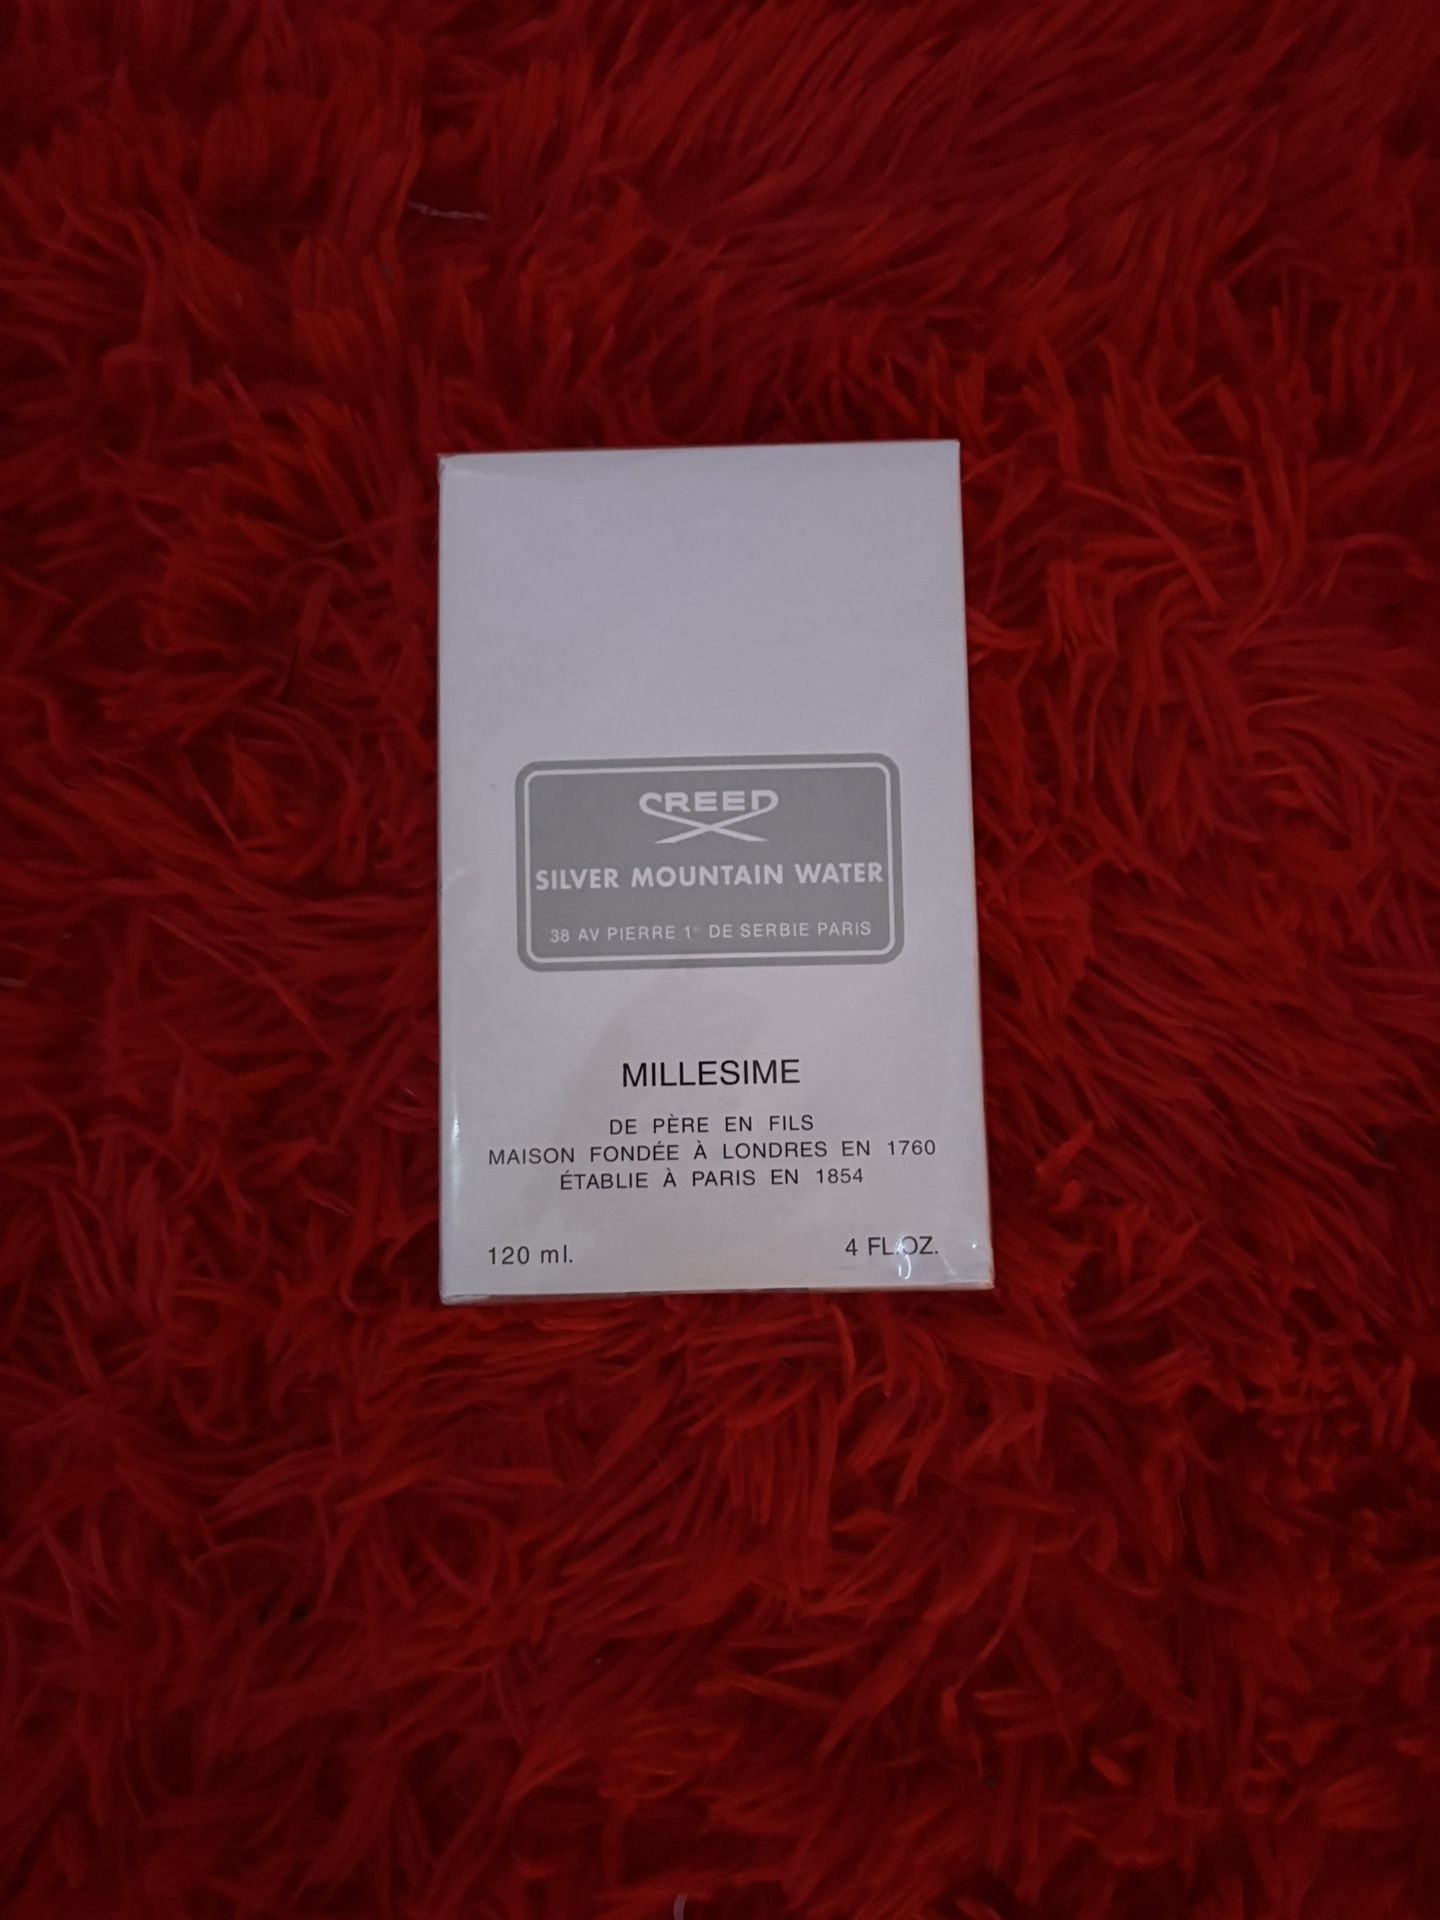 CREED
SILVER MOUNTAIN WATER
38 AV PIERRE 1er DE SERBIE PARIS
MILLESIME
DE PÈRE EN FILS
MAISON FONDÉE À LONDRES EN 1760
ÉTABLIE À PARIS EN 1854
120 ml.
4 FL.OZ.